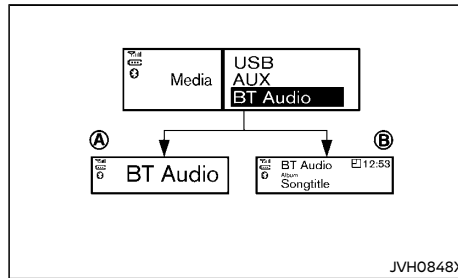 USB
Media
AUX
BT Audio
A
B
BT Audio
BT Audio 12:53
Album
Songtitle
JVH0848X